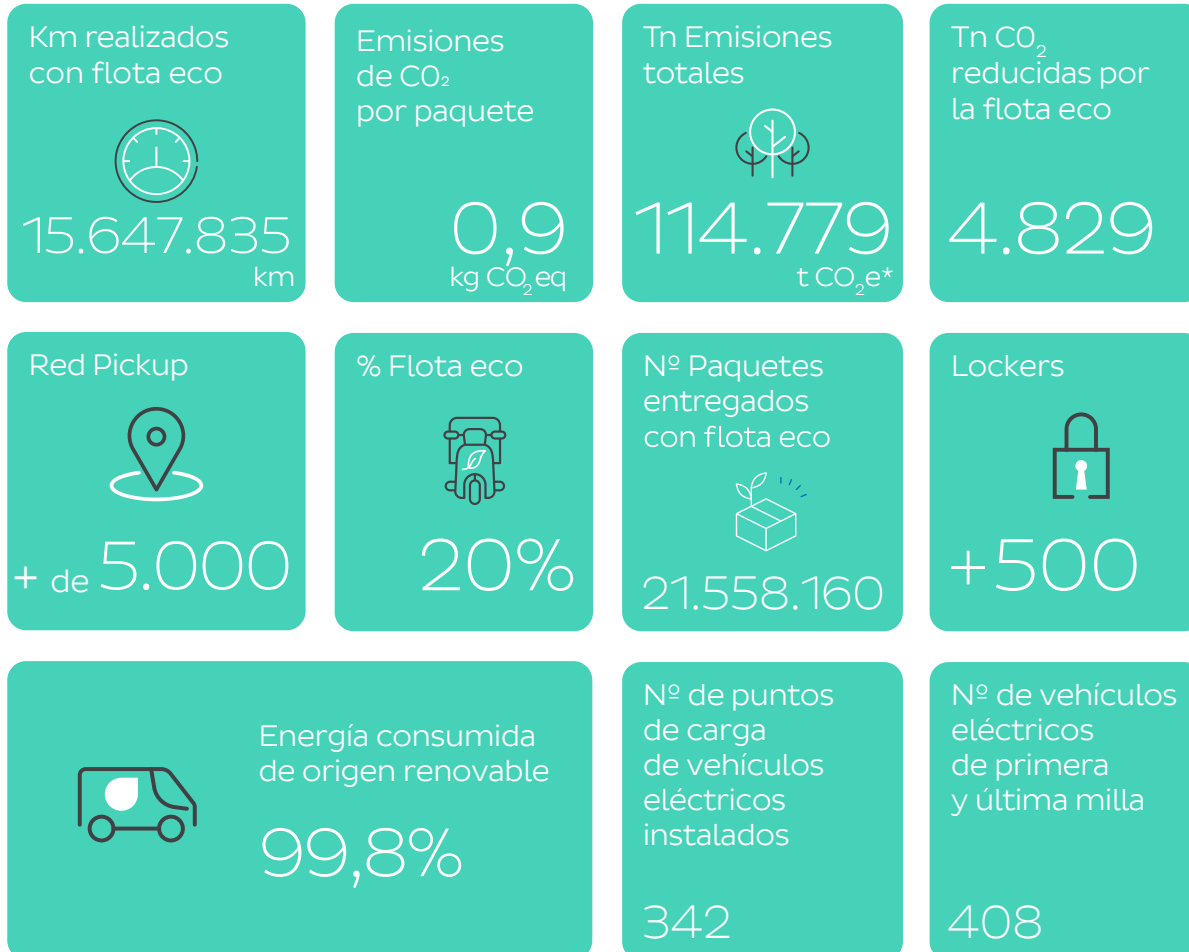 Km realizados
con flota eco
15.647.835
km
Emisiones
de C0₂
por paquete
0,9
kg CO₂eq
Tn Emisiones
totales
114.779
t CO₂e*
Tn C0₂
reducidas por
la flota eco
4.829
Red Pickup
+ de 5.000
% Flota eco
20%
Nº Paquetes
entregados
con flota eco
21.558.160
Lockers
+500
Energía consumida
de origen renovable
99,8%
Nº de puntos
de carga
de vehículos
eléctricos
instalados
342
Nº de vehículos
eléctricos
de primera
y última milla
408